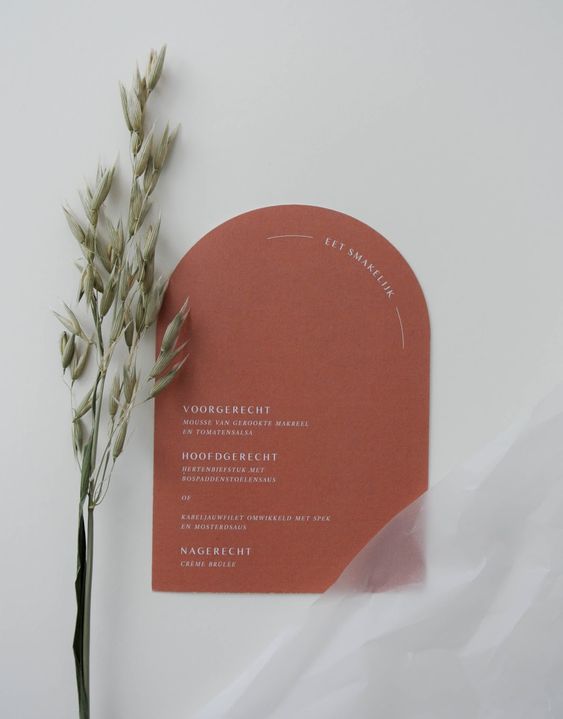 EET SMAKELIJK
VOORGERECHT
MOUSSE VAN GEROOKTE MAKREEL
EN TOMATENSALSA
HOOFDGERECHT
HERTENBIEFSTUK MET
BOSPADDENSTOELENSAUS
OF
KABELJAUWFILET OMWIKKELD MET SPEK
EN MOSTERDSAUS
NAGERECHT
CRÈME BRÛLÉE